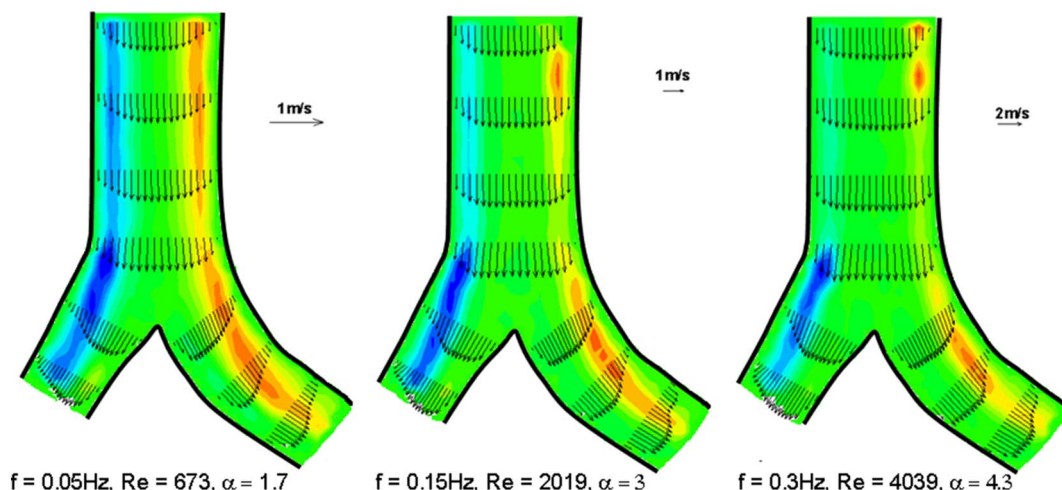 1m/s
1m/s
2m/s
f = 0.05Hz, Re = 673, α = 1.7
f = 0.15Hz, Re = 2019, α = 3
f = 0.3Hz, Re = 4039, α = 4.3